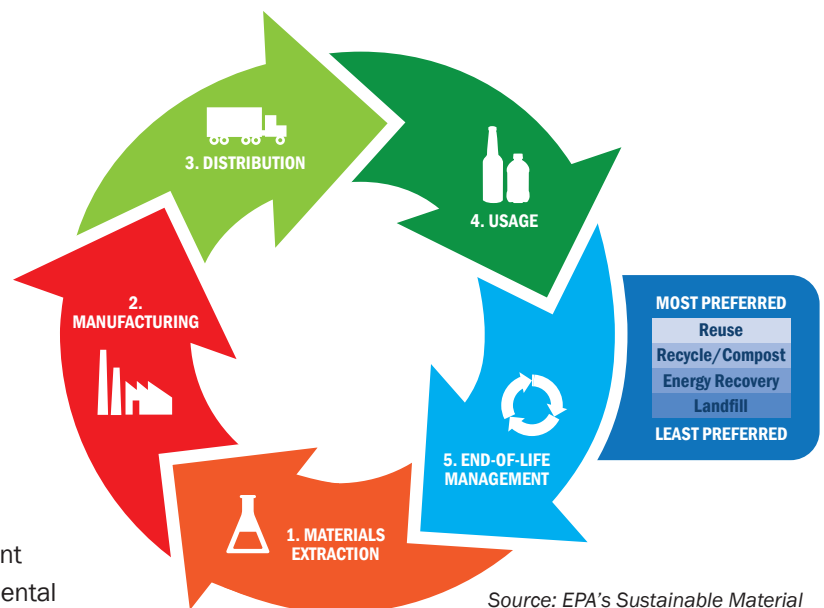 3. DISTRIBUTION
4. USAGE
2.
MANUFACTURING
MOST PREFERRED
Reuse
Recycle/Compost
Energy Recovery
Landfill
LEAST PREFERRED
5. END-OF-LIFE
MANAGEMENT
1. MATERIALS
EXTRACTION
nt
ental
Source: EPA’s Sustainable Material